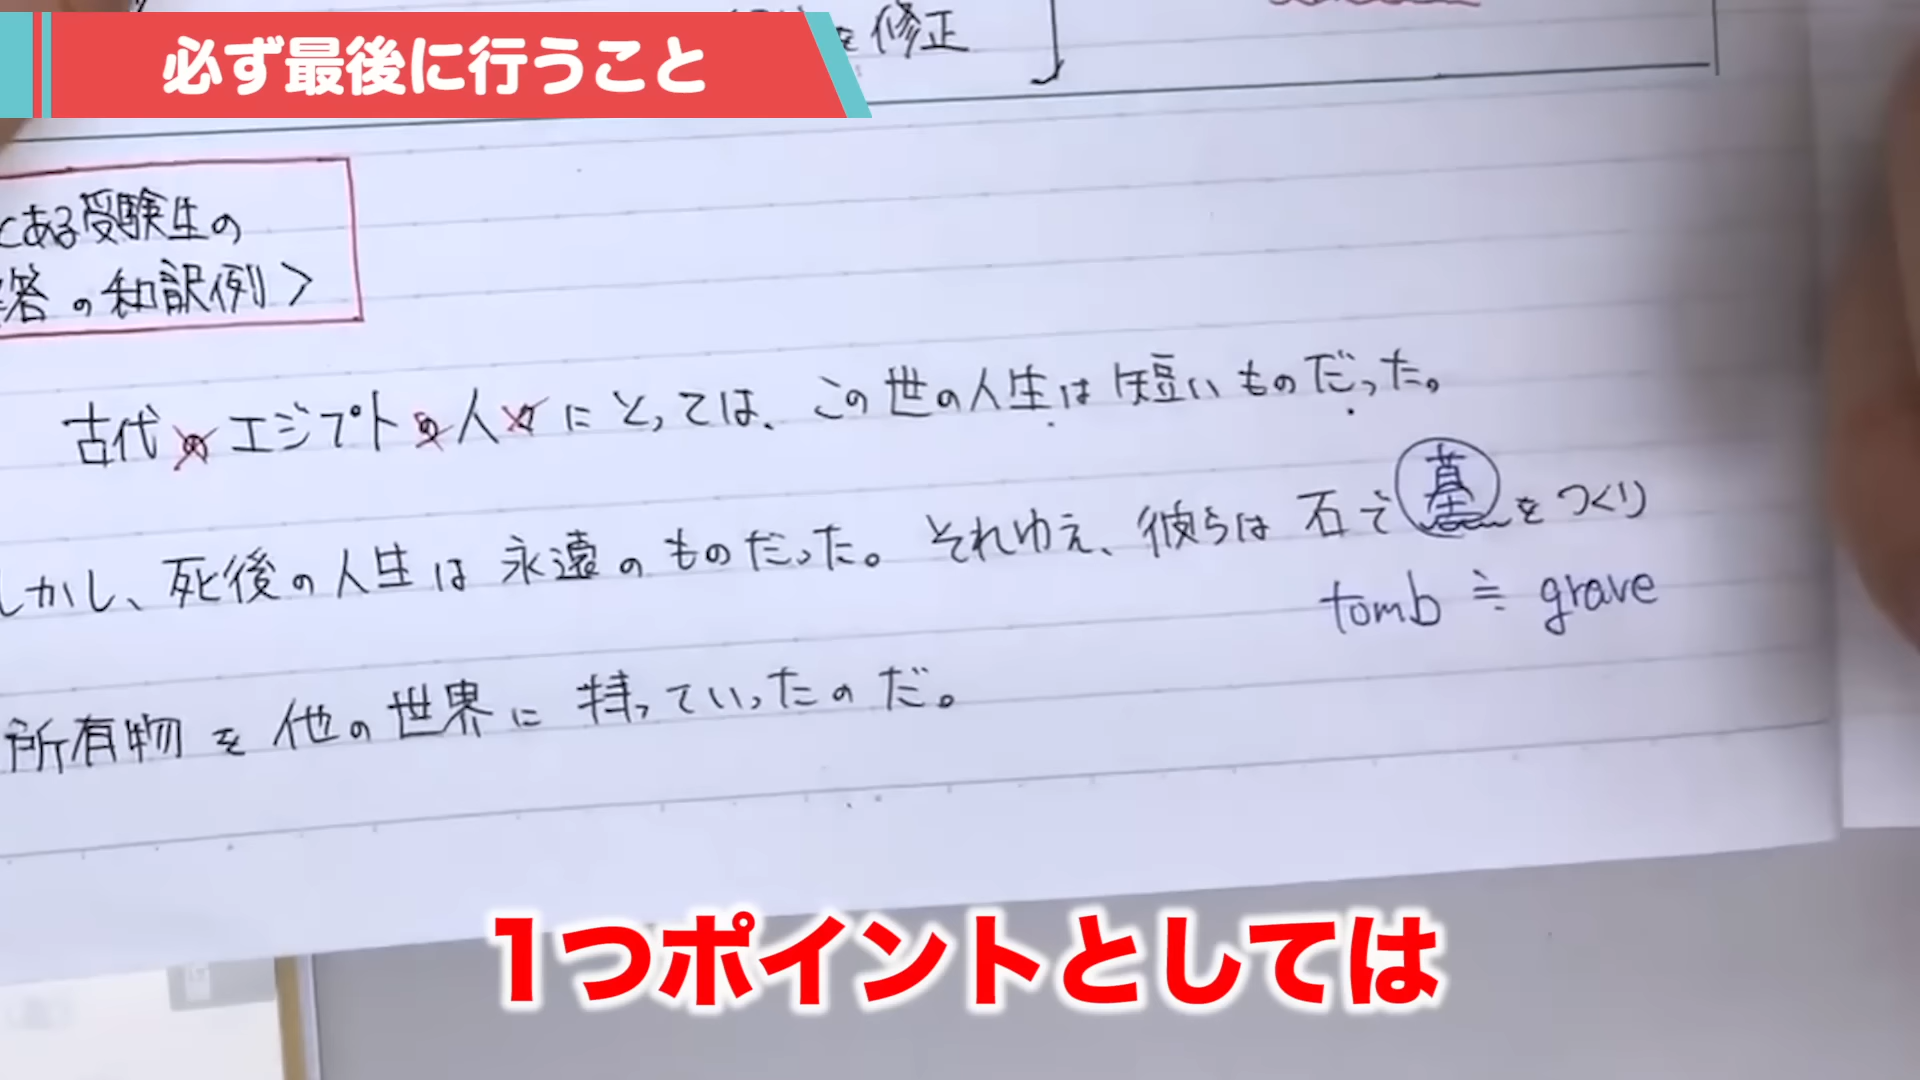 必ず最後に行うこと
を修正
とある受験生の
答の和訳例>
古代のエジプトの人々にとっては、この世の人生は短いものだった。
しかし、死後の人生は永遠のものだった。それゆえ、彼らは石で墓をつくり
tomb ≒ grave
所有物を他の世界に持っていったのだ。
1つポイントとしては